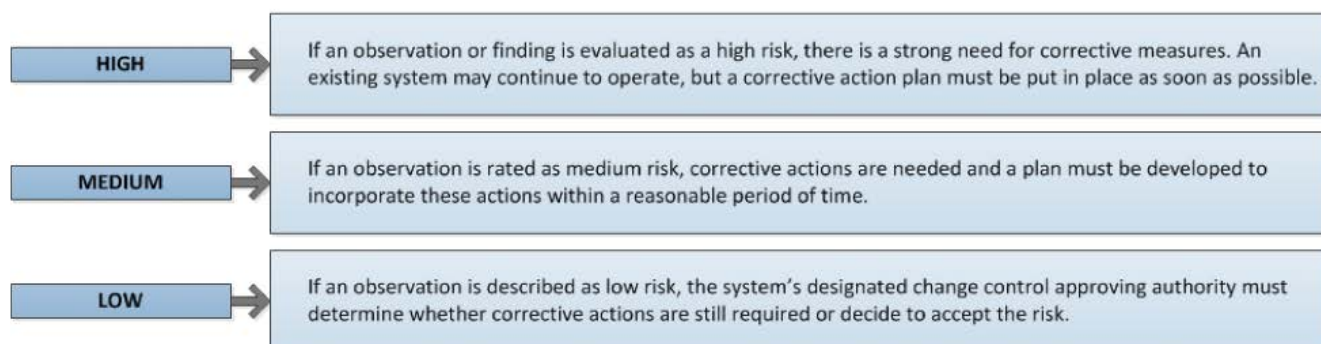 HIGH
If an observation or finding is evaluated as a high risk, there is a strong need for corrective measures. An
existing system may continue to operate, but a corrective action plan must be put in place as soon as possible.
MEDIUM
If an observation is rated as medium risk, corrective actions are needed and a plan must be developed to
incorporate these actions within a reasonable period of time.
LOW
If an observation is described as low risk, the system's designated change control approving authority must
determine whether corrective actions are still required or decide to accept the risk.